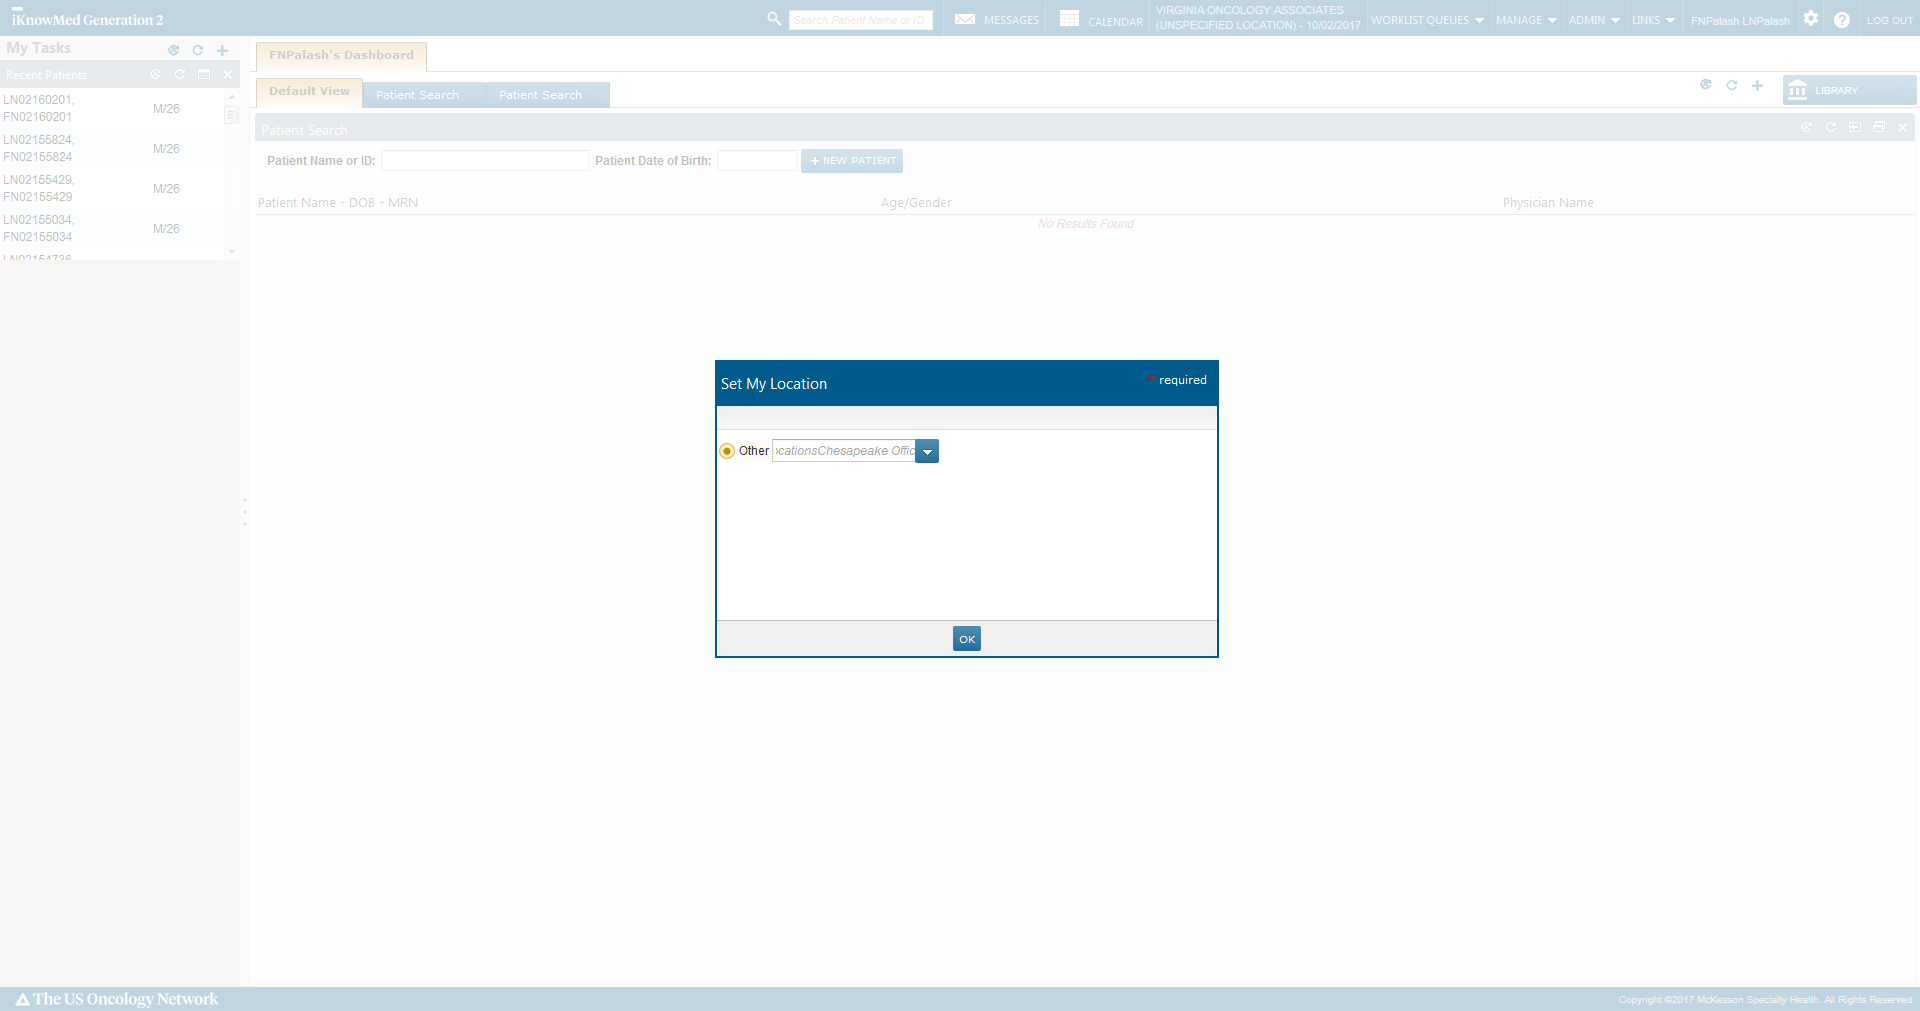 iKnowMed Generation 2
Search Patient Name or ID
MESSAGES
CALENDAR
VIRGINIA ONCOLOGY ASSOCIATES
(UNSPECIFIED LOCATION) - 10/02/2017
WORKLIST QUEUES
MANAGE
ADMIN
LINKS
FNPalash LNPalash
LOG OUT
My Tasks
Recent Patients
LN02160201,
FN02160201
M/26
LN02155824,
FN02155824
M/26
LN02155429,
FN02155429
M/26
LN02155034,
FN02155034
M/26
LN02154736
FNPalash's Dashboard
Default View
Patient Search
Patient Search
LIBRARY
Patient Search
Patient Name or ID:
Patient Date of Birth:
+ NEW PATIENT
Patient Name - DOB - MRN
Age/Gender
Physician Name
No Results Found
Set My Location
* required
Other
cationsChesapeake Offic
OK
The US Oncology Network
Copyright ©2017 McKesson Specialty Health. All Rights Reserved